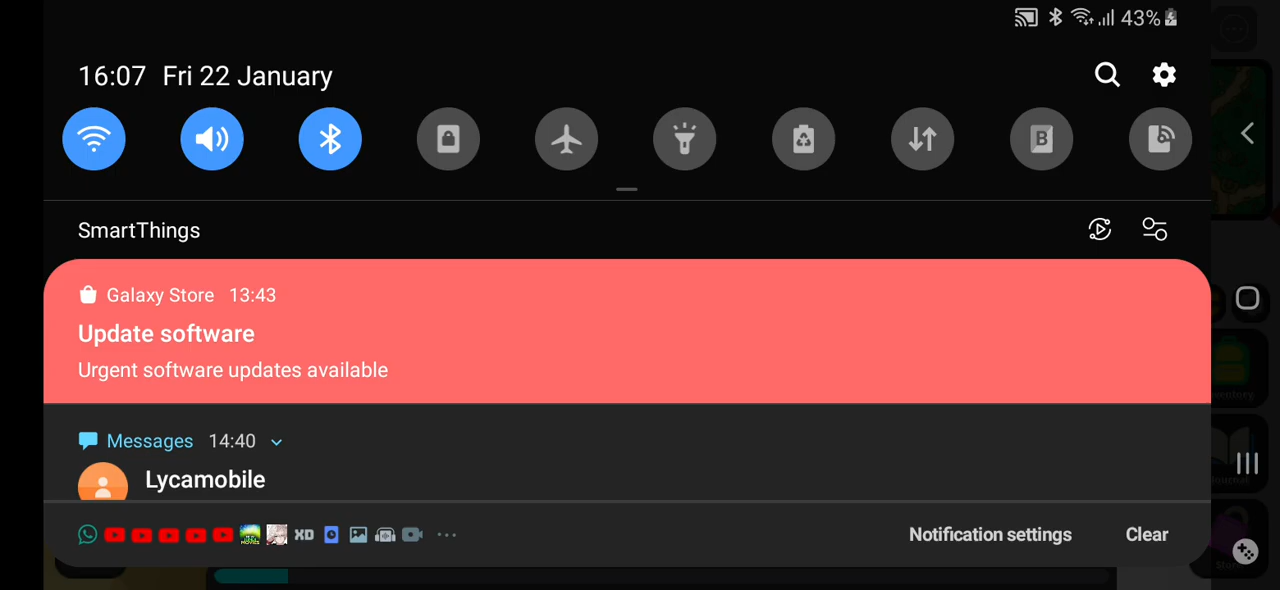 43%
16:07 Fri 22 January
SmartThings
Galaxy Store 13:43
Update software
Urgent software updates available
Messages 14:40
Lycamobile
XD
Notification settings Clear